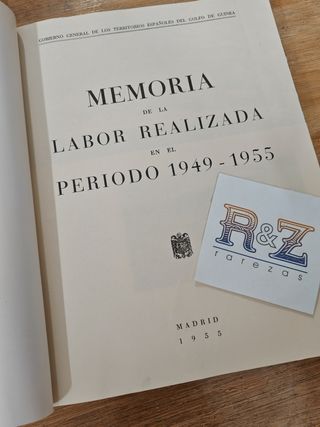 GOBIERNO GENERAL DE LOS TERRITORIOS ESPAÑOLES DEL GOLFO DE GUINEA
MEMORIA
DE LA
LABOR REALIZADA
EN EL
PERIODO 1949-1955
R&Z
rarezas
MADRID
1955